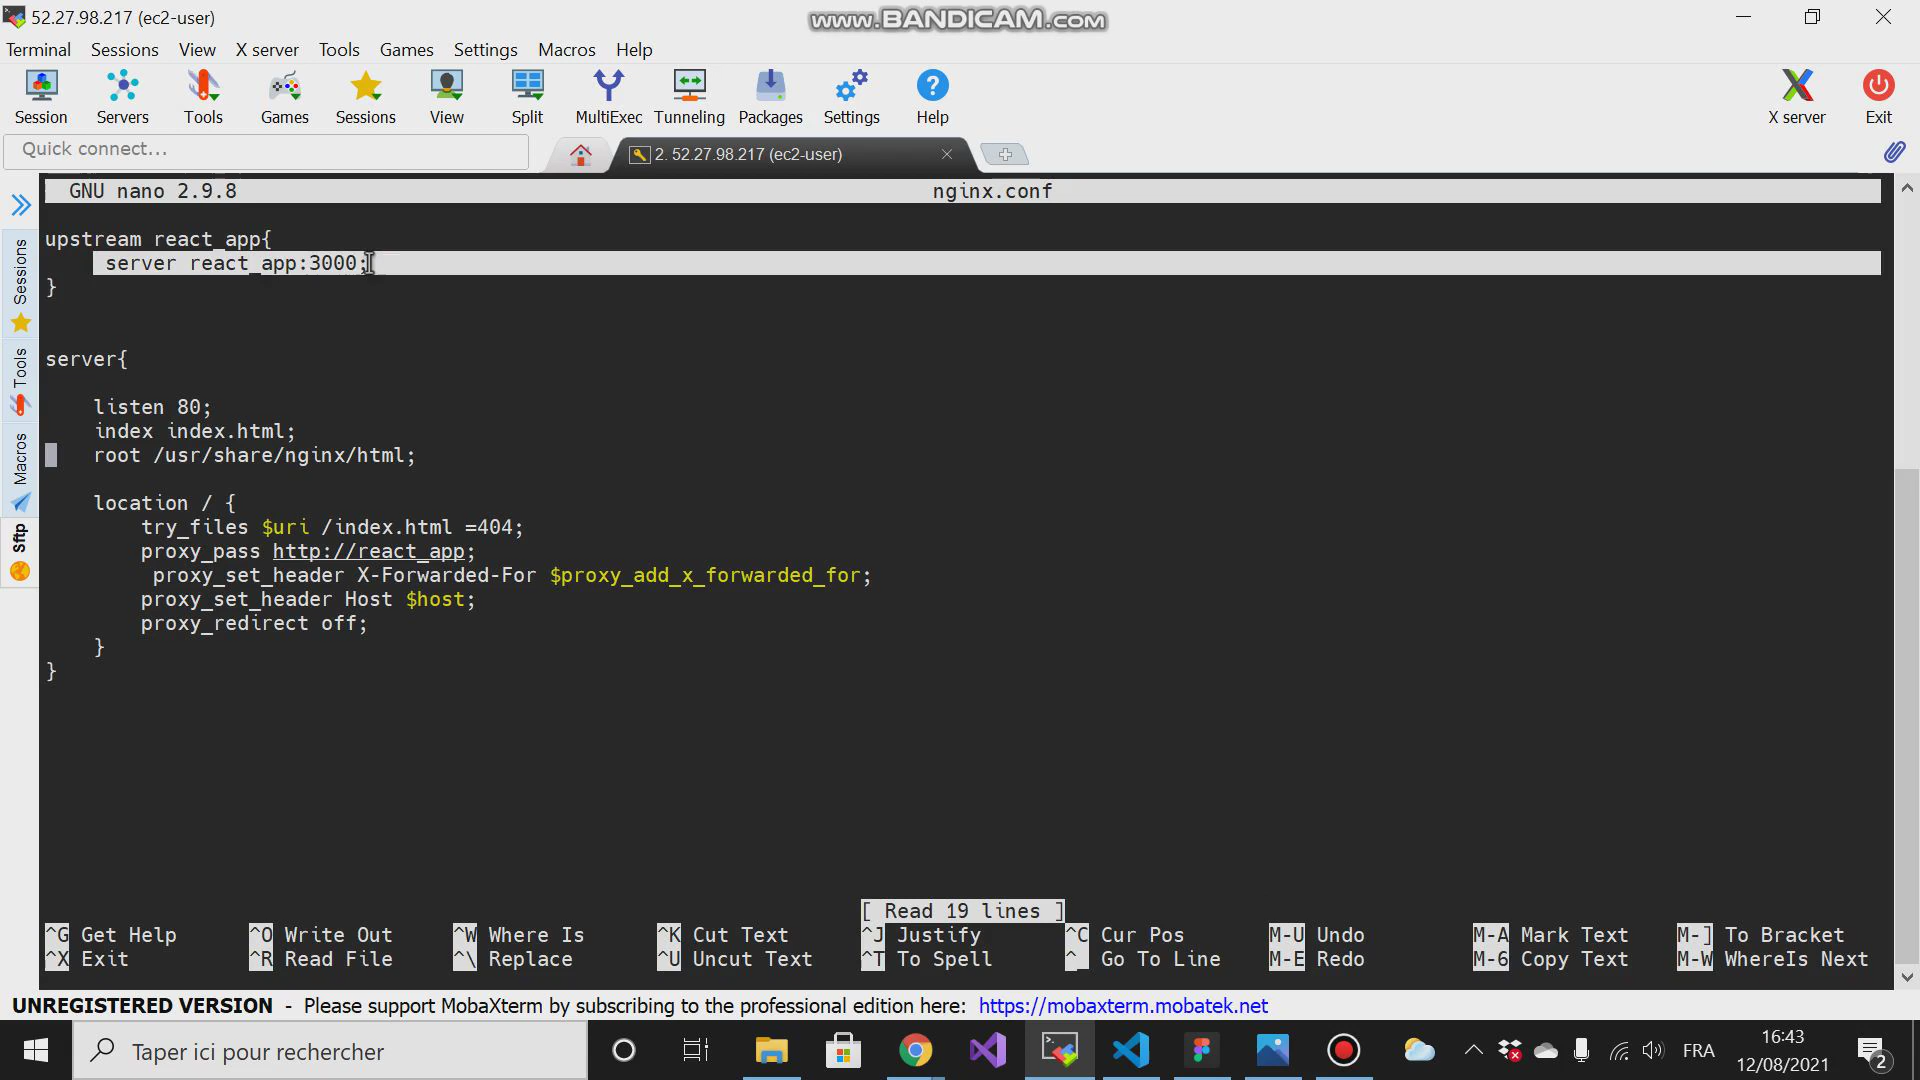 52.27.98.217 (ec2-user)
www.BANDICAM.com
Terminal Sessions View X server Tools Games Settings Macros Help
Session Servers Tools Games Sessions View Split MultiExec Tunneling Packages Settings Help X server Exit
Quick connect...
2. 52.27.98.217 (ec2-user)
Sessions
Tools
Macros
Sftp
GNU nano 2.9.8 nginx.conf
upstream react_app{
server react_app:3000;
}
server{
listen 80;
index index.html;
root /usr/share/nginx/html;
location / {
try_files $uri /index.html =404;
proxy_pass http://react_app;
proxy_set_header X-Forwarded-For $proxy_add_x_forwarded_for;
proxy_set_header Host $host;
proxy_redirect off;
}
}
[ Read 19 lines ]
^G Get Help ^O Write Out ^W Where Is ^K Cut Text ^J Justify ^C Cur Pos M-U Undo M-A Mark Text M-] To Bracket
^X Exit ^R Read File ^\ Replace ^U Uncut Text ^T To Spell ^_ Go To Line M-E Redo M-6 Copy Text M-W WhereIs Next
UNREGISTERED VERSION - Please support MobaXterm by subscribing to the professional edition here: https://mobaxterm.mobatek.net
Taper ici pour rechercher
FRA
16:43
12/08/2021
2